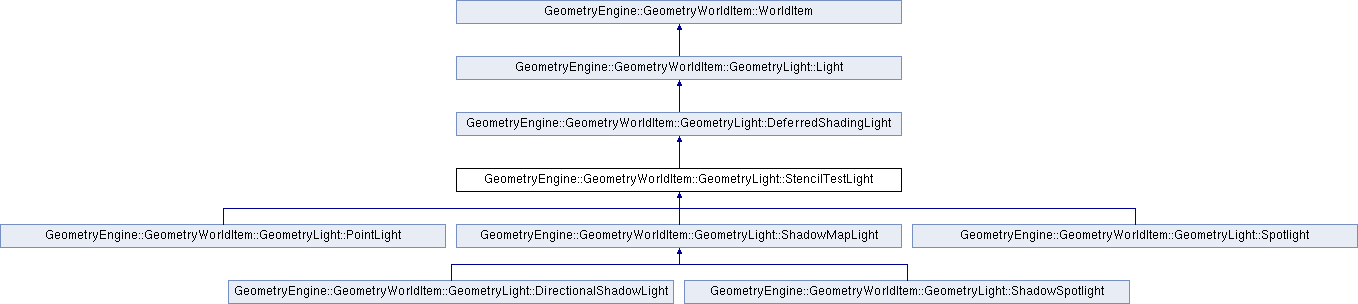 GeometryEngine::GeometryWorldItem::WorldItem
GeometryEngine::GeometryWorldItem::GeometryLight::Light
GeometryEngine::GeometryWorldItem::GeometryLight::DeferredShadingLight
GeometryEngine::GeometryWorldItem::GeometryLight::StencilTestLight
GeometryEngine::GeometryWorldItem::GeometryLight::PointLight
GeometryEngine::GeometryWorldItem::GeometryLight::ShadowMapLight
GeometryEngine::GeometryWorldItem::GeometryLight::Spotlight
GeometryEngine::GeometryWorldItem::GeometryLight::DirectionalShadowLight
GeometryEngine::GeometryWorldItem::GeometryLight::ShadowSpotlight